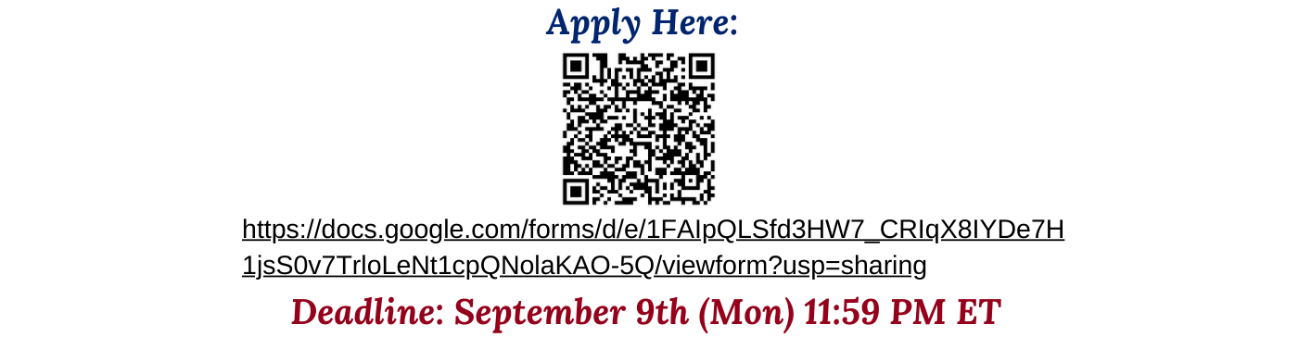 Apply Here:
https://docs.google.com/forms/d/e/1FAIpQLSfd3HW7_CRIqX8IYDe7H
1jsS0v7TrloLeNt1cpQNolaKAO-5Q/viewform?usp=sharing
Deadline: September 9th (Mon) 11:59 PM ET